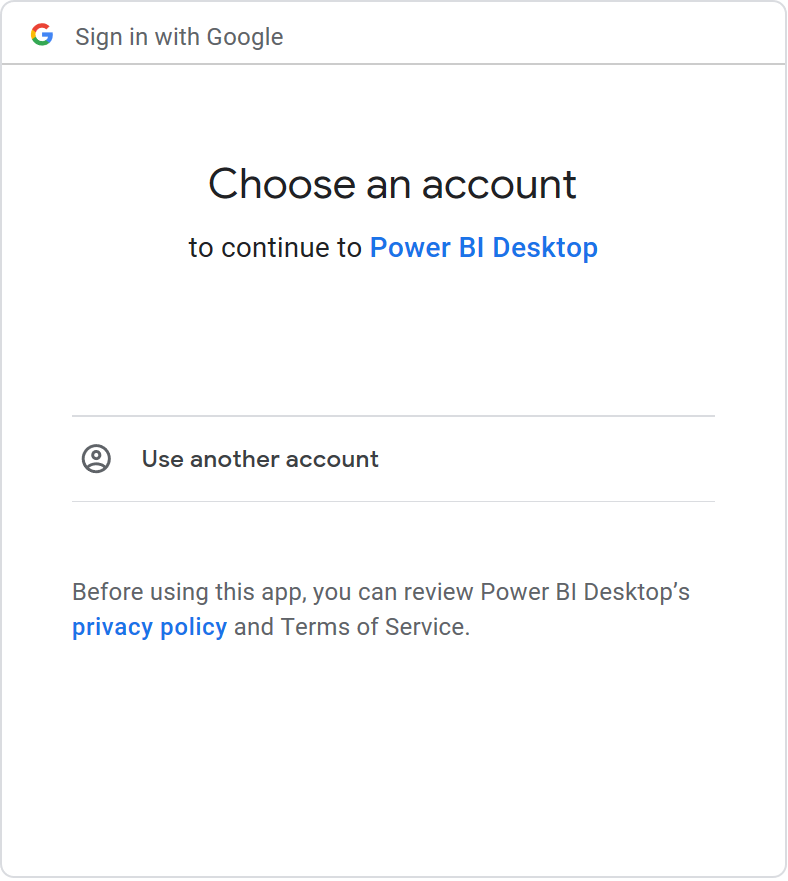 Sign in with Google
Choose an account
to continue to Power BI Desktop
Use another account
Before using this app, you can review Power BI Desktop’s
privacy policy and Terms of Service.